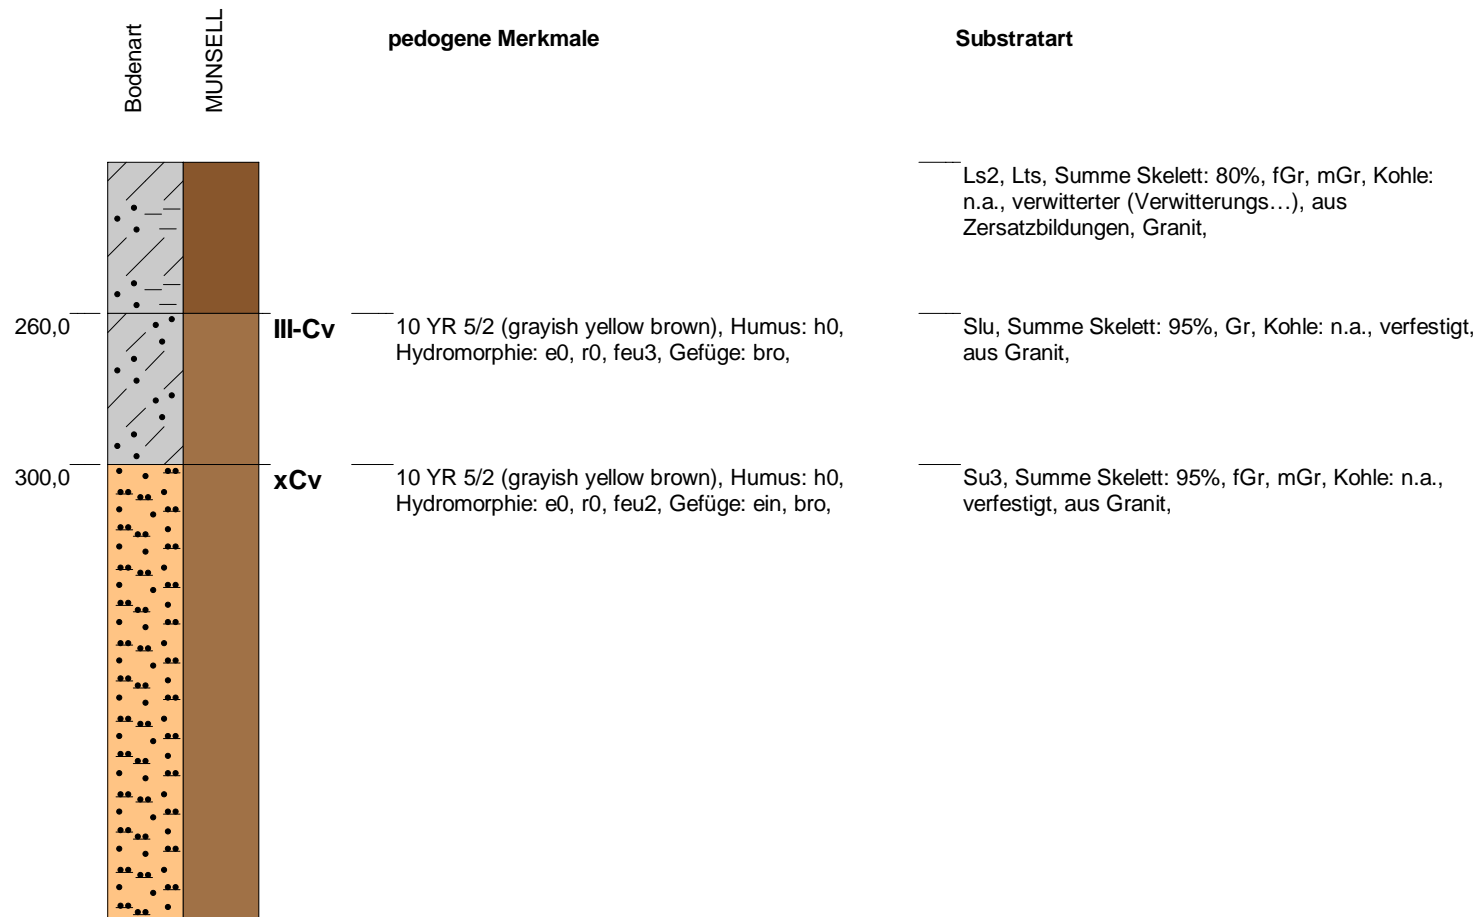 Bodenart
MUNSELL
pedogene Merkmale
Substratart
Ls2, Lts, Summe Skelett: 80%, fGr, mGr, Kohle:
n.a., verwitterter (Verwitterungs…), aus
Zersatzbildungen, Granit,
260,0
III-Cv
10 YR 5/2 (grayish yellow brown), Humus: h0,
Hydromorphie: e0, r0, feu3, Gefüge: bro,
Slu, Summe Skelett: 95%, Gr, Kohle: n.a., verfestigt,
aus Granit,
300,0
xCv
10 YR 5/2 (grayish yellow brown), Humus: h0,
Hydromorphie: e0, r0, feu2, Gefüge: ein, bro,
Su3, Summe Skelett: 95%, fGr, mGr, Kohle: n.a.,
verfestigt, aus Granit,